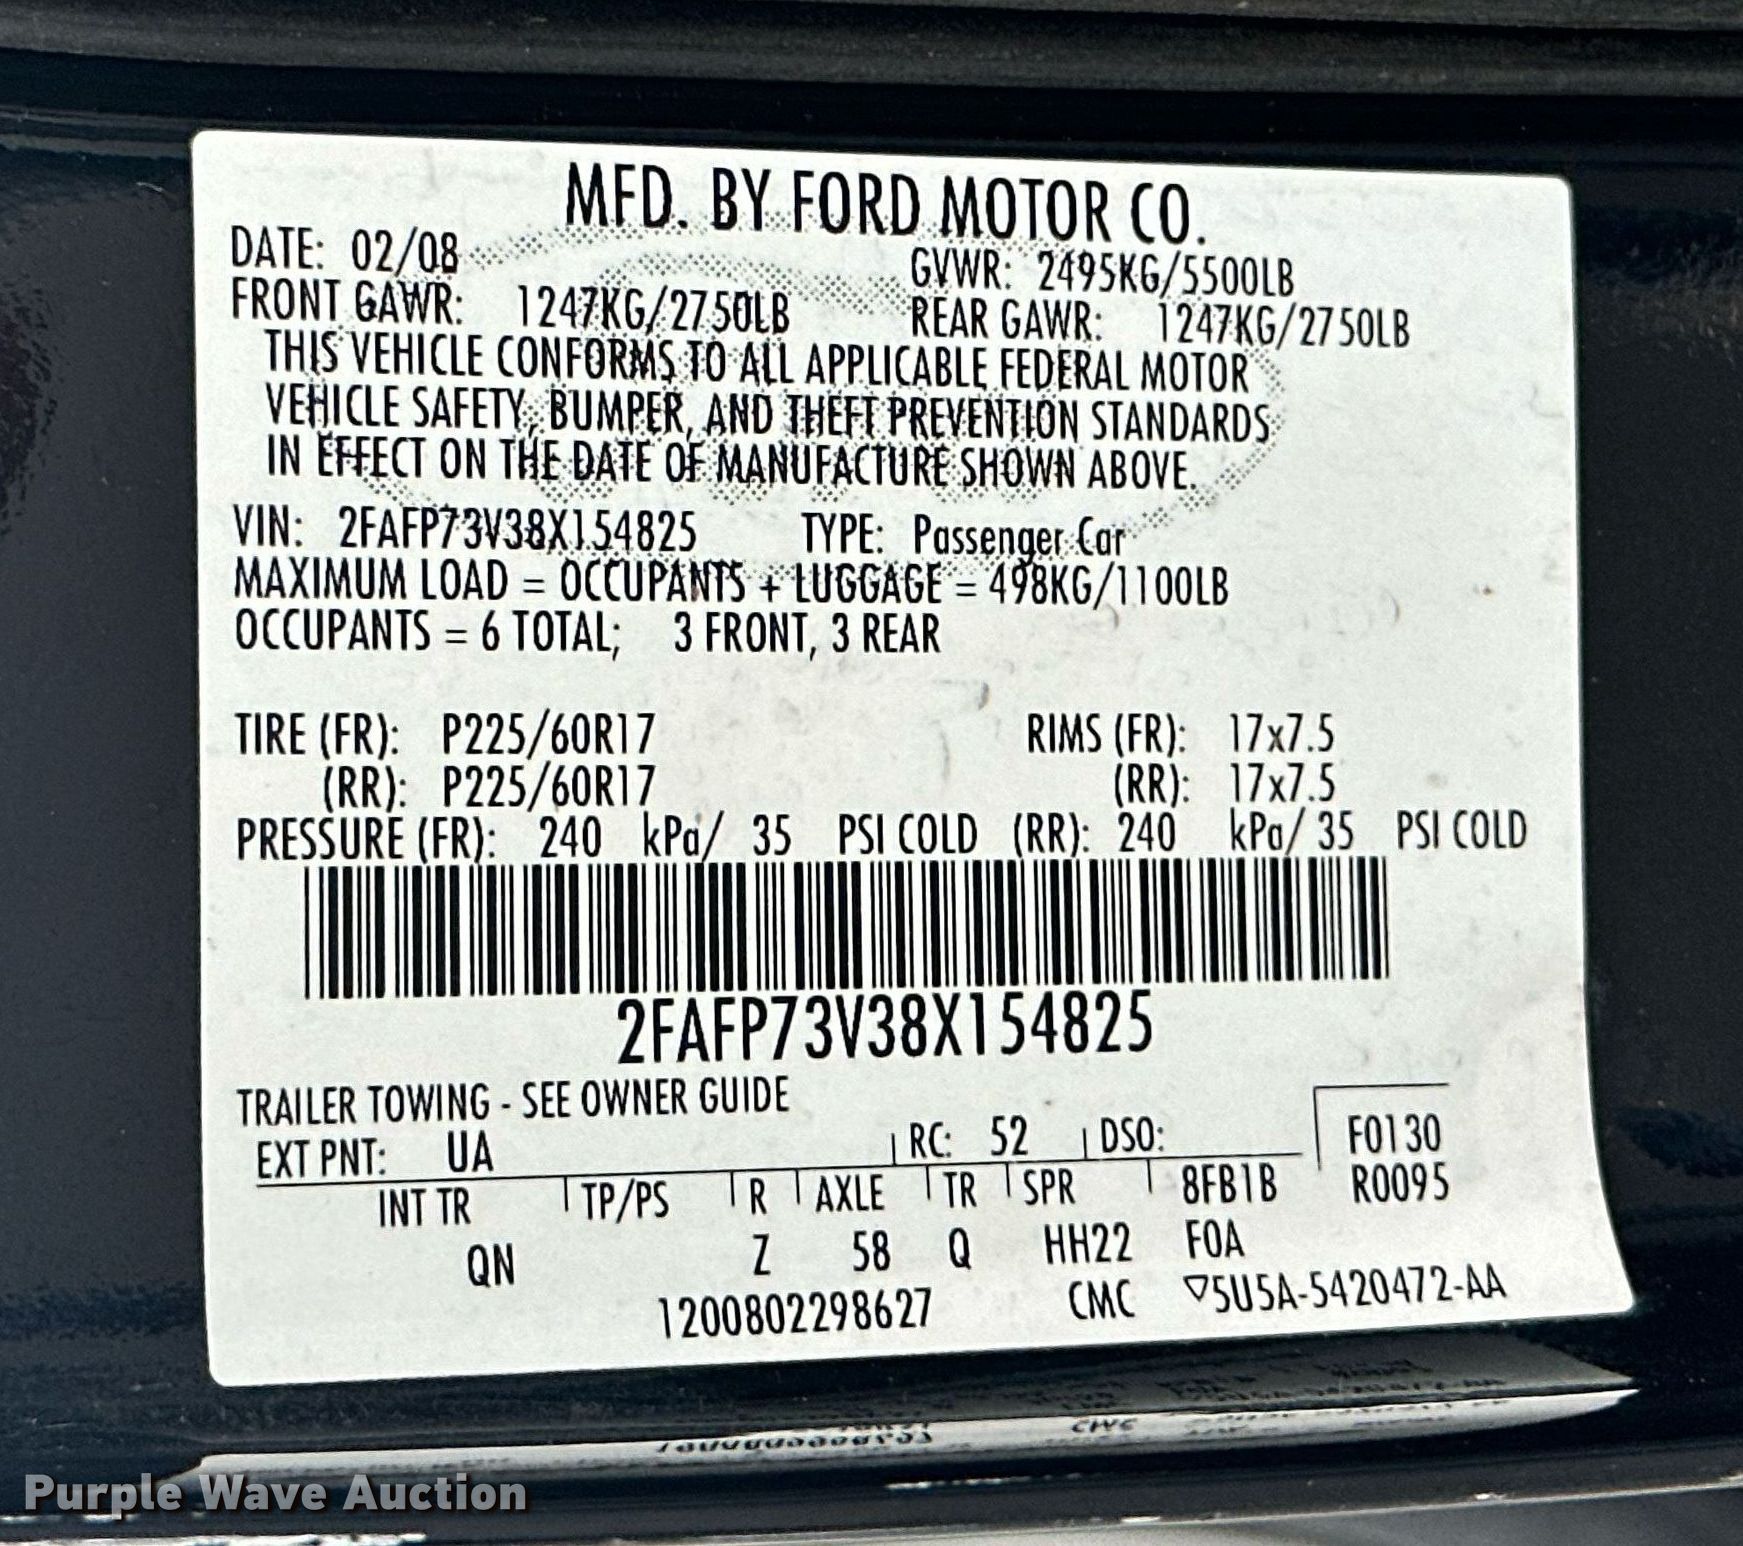 MFD. BY FORD MOTOR CO.
DATE: 02/08 GVWR: 2495KG/5500LB
FRONT GAWR: 1247KG/2750LB REAR GAWR: 1247KG/2750LB
THIS VEHICLE CONFORMS TO ALL APPLICABLE FEDERAL MOTOR
VEHICLE SAFETY, BUMPER, AND THEFT PREVENTION STANDARDS
IN EFFECT ON THE DATE OF MANUFACTURE SHOWN ABOVE.
VIN: 2FAFP73V38X154825 TYPE: Passenger Car
MAXIMUM LOAD = OCCUPANTS + LUGGAGE = 498KG/1100LB
OCCUPANTS = 6 TOTAL; 3 FRONT, 3 REAR
TIRE (FR): P225/60R17 RIMS (FR): 17x7.5
(RR): P225/60R17 (RR): 17x7.5
PRESSURE (FR): 240 kPa/ 35 PSI COLD (RR): 240 kPa/ 35 PSI COLD
2FAFP73V38X154825
TRAILER TOWING - SEE OWNER GUIDE
EXT PNT: UA RC: 52 DSO: F0130
INT TR TP/PS R AXLE TR SPR 8FB1B R0095
QN Z 58 Q HH22 FOA
1200802298627 CMC ▽5U5A-5420472-AA
Purple Wave Auction